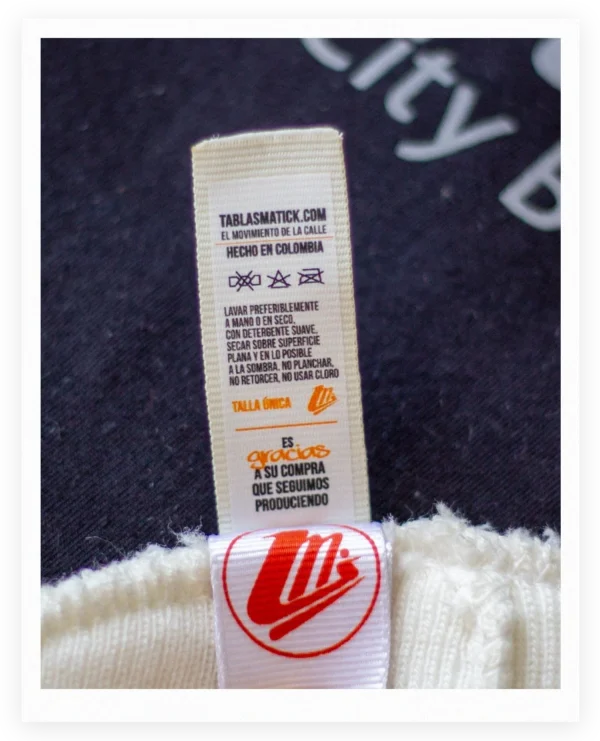 City B
TABLASMATICK.COM
EL MOVIMIENTO DE LA CALLE
HECHO EN COLOMBIA
LAVAR PREFERIBLEMENTE
A MANO O EN SECO,
CON DETERGENTE SUAVE,
SECAR SOBRE SUPERFICIE
PLANA Y EN LO POSIBLE
A LA SOMBRA. NO PLANCHAR,
NO RETORCER, NO USAR CLORO
TALLA ÚNICA
ES
gracias
A SU COMPRA
QUE SEGUIMOS
PRODUCIENDO